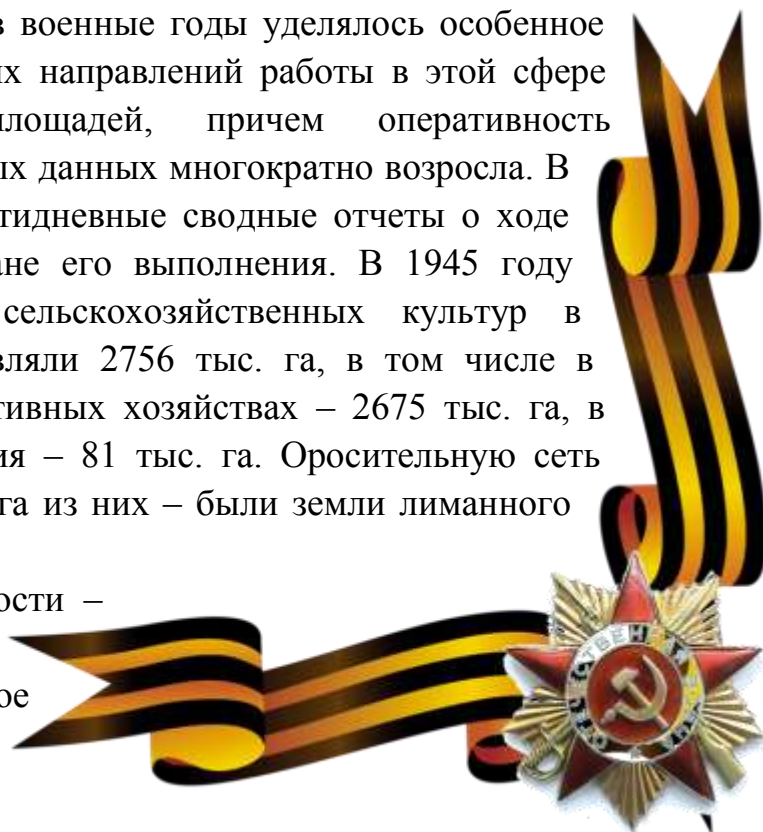 в военные годы уделялось особенное
их направлений работы в этой сфере
площадей, причем оперативность
ых данных многократно возросла. В
тидневные сводные отчеты о ходе
ане его выполнения. В 1945 году
сельскохозяйственных культур в
вляли 2756 тыс. га, в том числе в
тивных хозяйствах – 2675 тыс. га, в
ия – 81 тыс. га. Оросительную сеть
га из них – были земли лиманного
ости –
ое